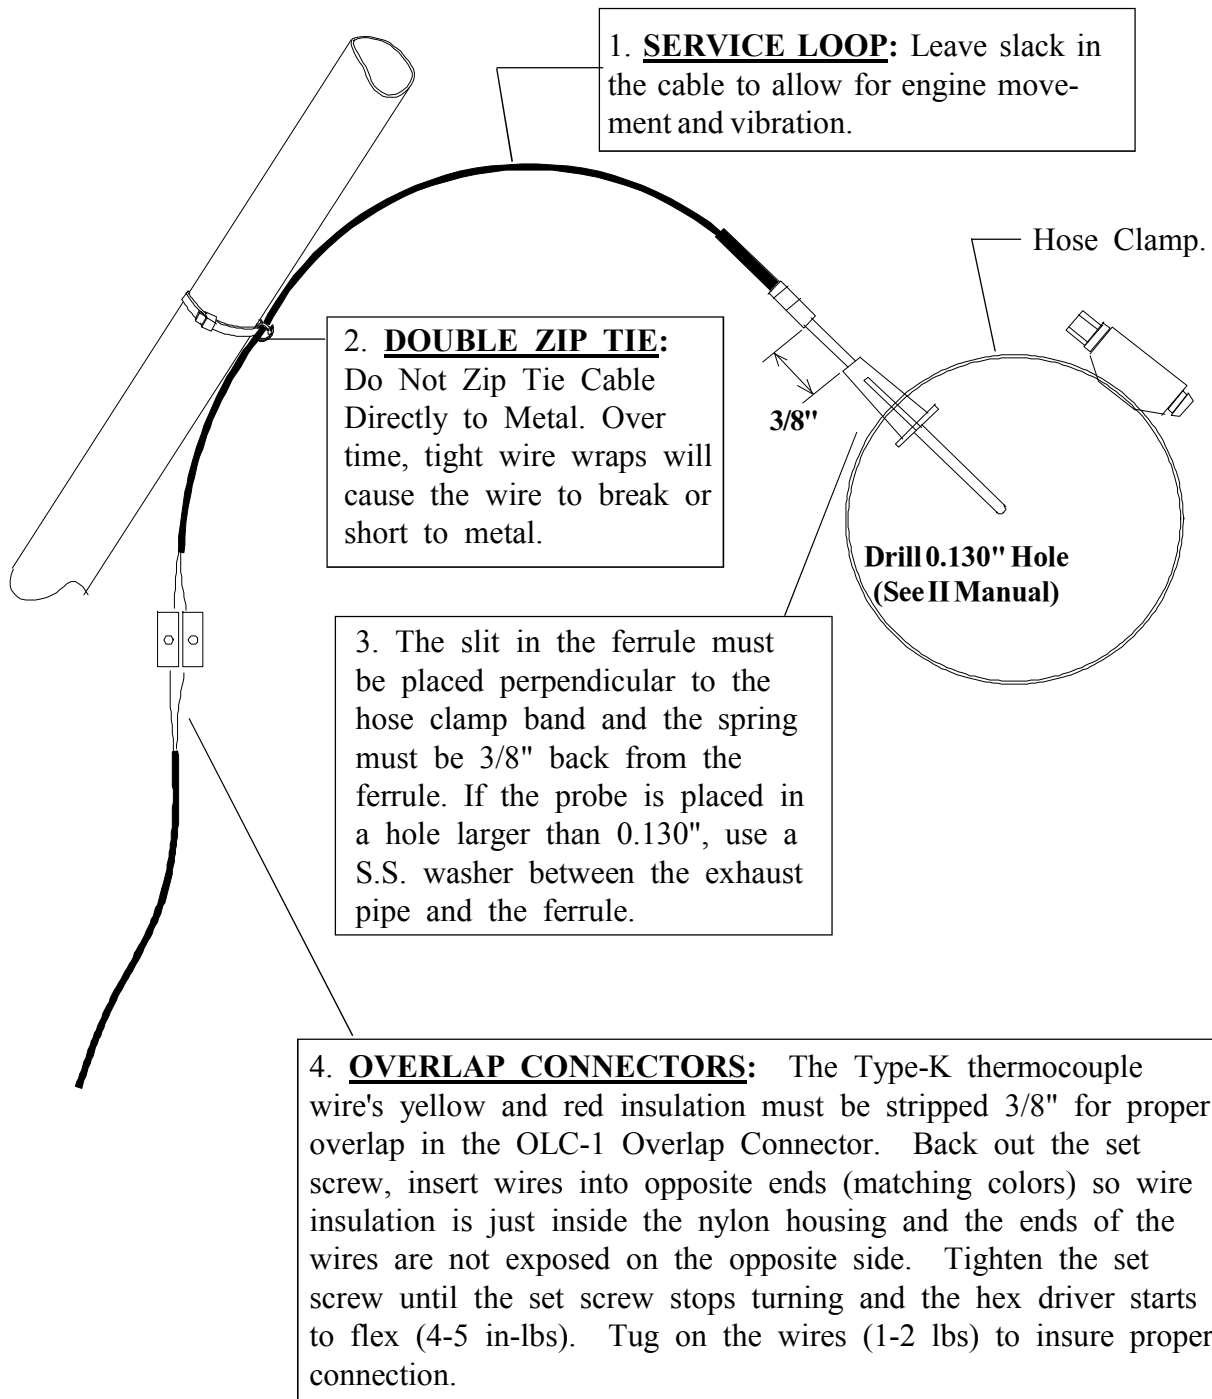 1. SERVICE LOOP: Leave slack in
the cable to allow for engine move-
ment and vibration.
Hose Clamp.
2. DOUBLE ZIP TIE:
Do Not Zip Tie Cable
Directly to Metal. Over
time, tight wire wraps will
cause the wire to break or
short to metal.
3/8"
Drill 0.130" Hole
(See II Manual)
3. The slit in the ferrule must
be placed perpendicular to the
hose clamp band and the spring
must be 3/8" back from the
ferrule. If the probe is placed in
a hole larger than 0.130", use a
S.S. washer between the exhaust
pipe and the ferrule.
4. OVERLAP CONNECTORS: The Type-K thermocouple
wire's yellow and red insulation must be stripped 3/8" for proper
overlap in the OLC-1 Overlap Connector. Back out the set
screw, insert wires into opposite ends (matching colors) so wire
insulation is just inside the nylon housing and the ends of the
wires are not exposed on the opposite side. Tighten the set
screw until the set screw stops turning and the hex driver starts
to flex (4-5 in-lbs). Tug on the wires (1-2 lbs) to insure proper
connection.